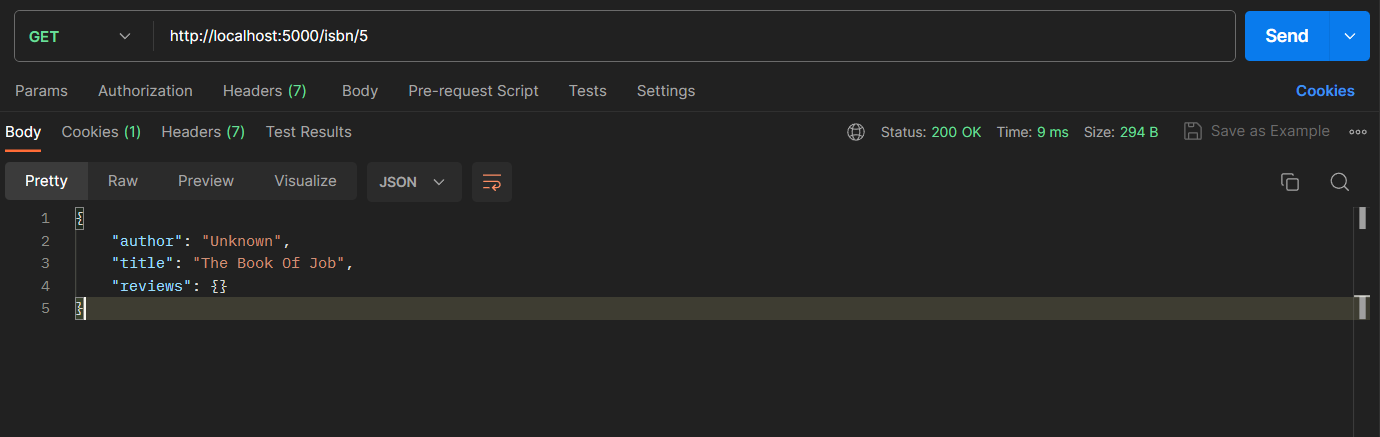 GET http://localhost:5000/isbn/5 Send
Params Authorization Headers (7) Body Pre-request Script Tests Settings Cookies
Body Cookies (1) Headers (7) Test Results Status: 200 OK Time: 9 ms Size: 294 B Save as Example
Pretty Raw Preview Visualize JSON
1 {
2 "author": "Unknown",
3 "title": "The Book Of Job",
4 "reviews": {}
5 }